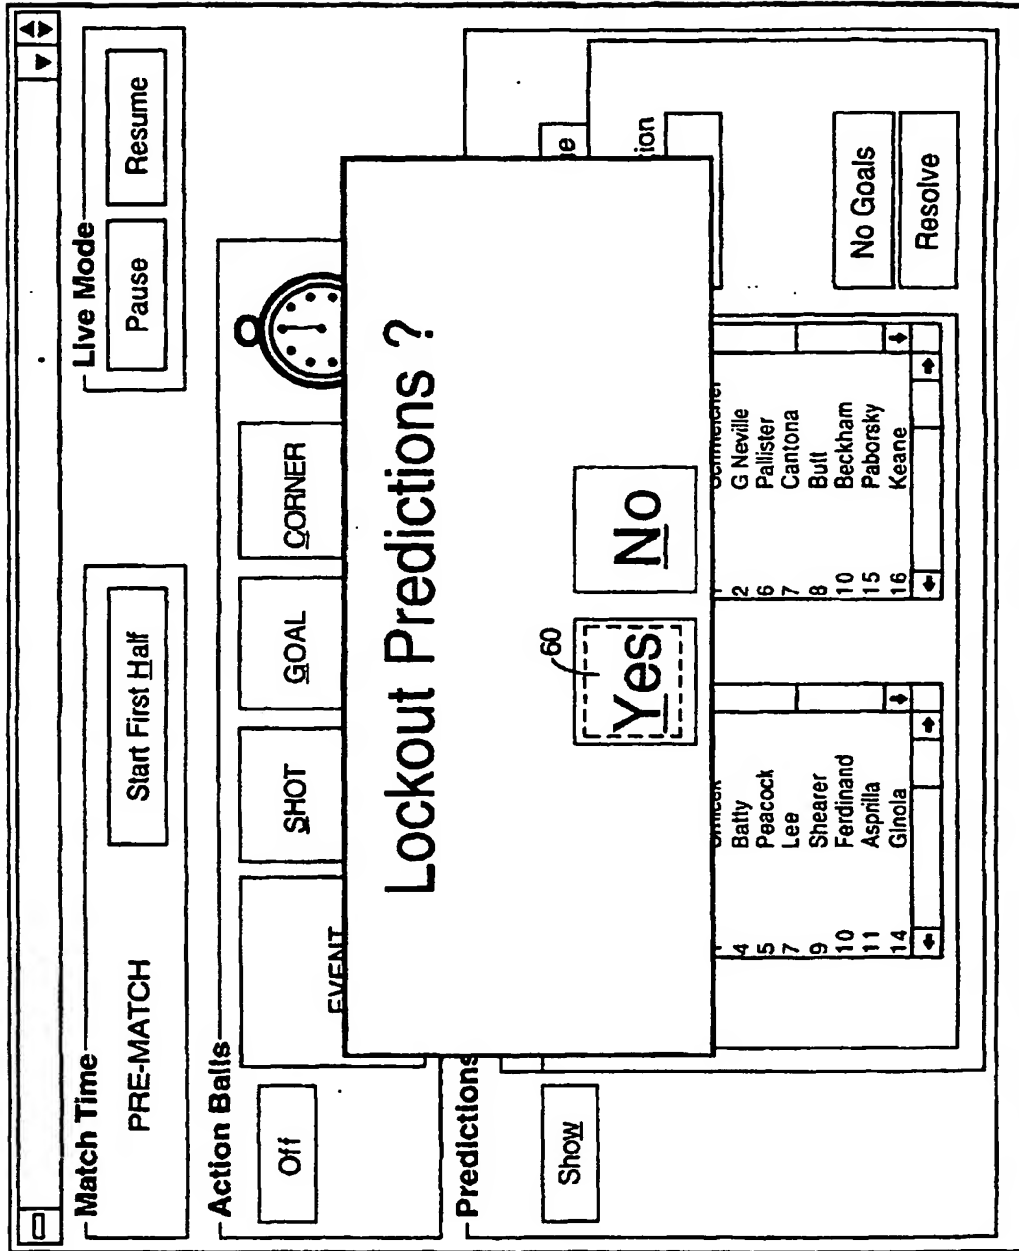 Match Time
PRE-MATCH
Start First Half
Live Mode
Pause
Resume
Action Balls
Off
EVENT
SHOT
GOAL
CORNER
Lockout Predictions ?
60
Yes
No
Predictions
Show
4 Batty
5 Peacock
7 Lee
9 Shearer
10 Ferdinand
11 Asprilla
14 Ginola
2 G Neville
6 Pallister
7 Cantona
8 Butt
10 Beckham
15 Paborsky
16 Keane
No Goals
Resolve